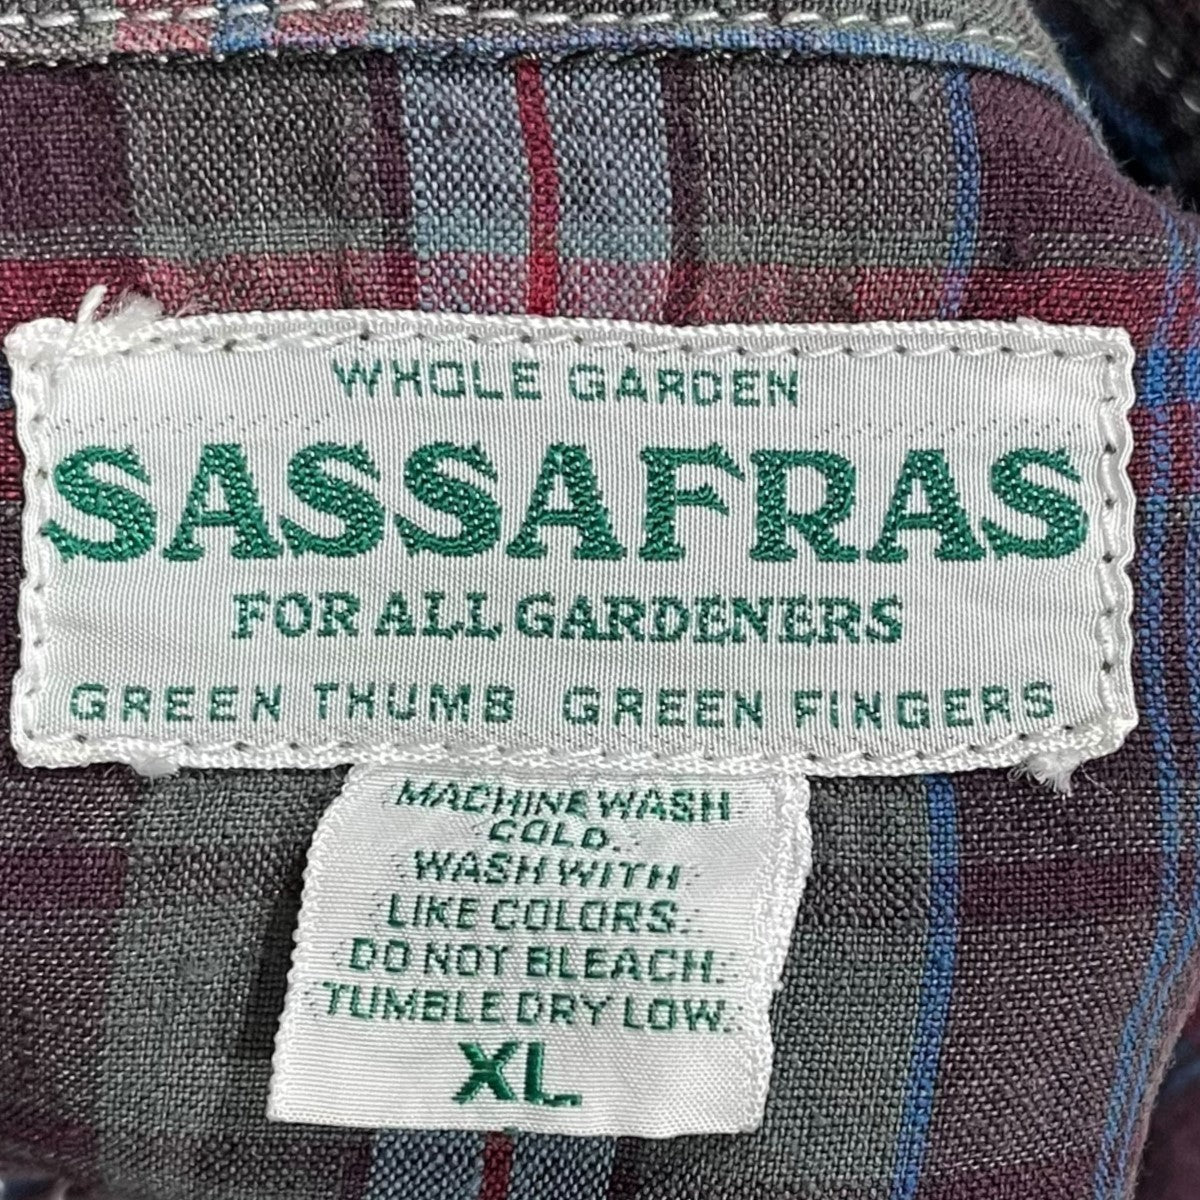 WHOLE GARDEN
SASSAFRAS
FOR ALL GARDENERS
GREEN THUMB GREEN FINGERS
MACHINE WASH
COLD.
WASH WITH
LIKE COLORS.
DO NOT BLEACH.
TUMBLE DRY LOW.
XL